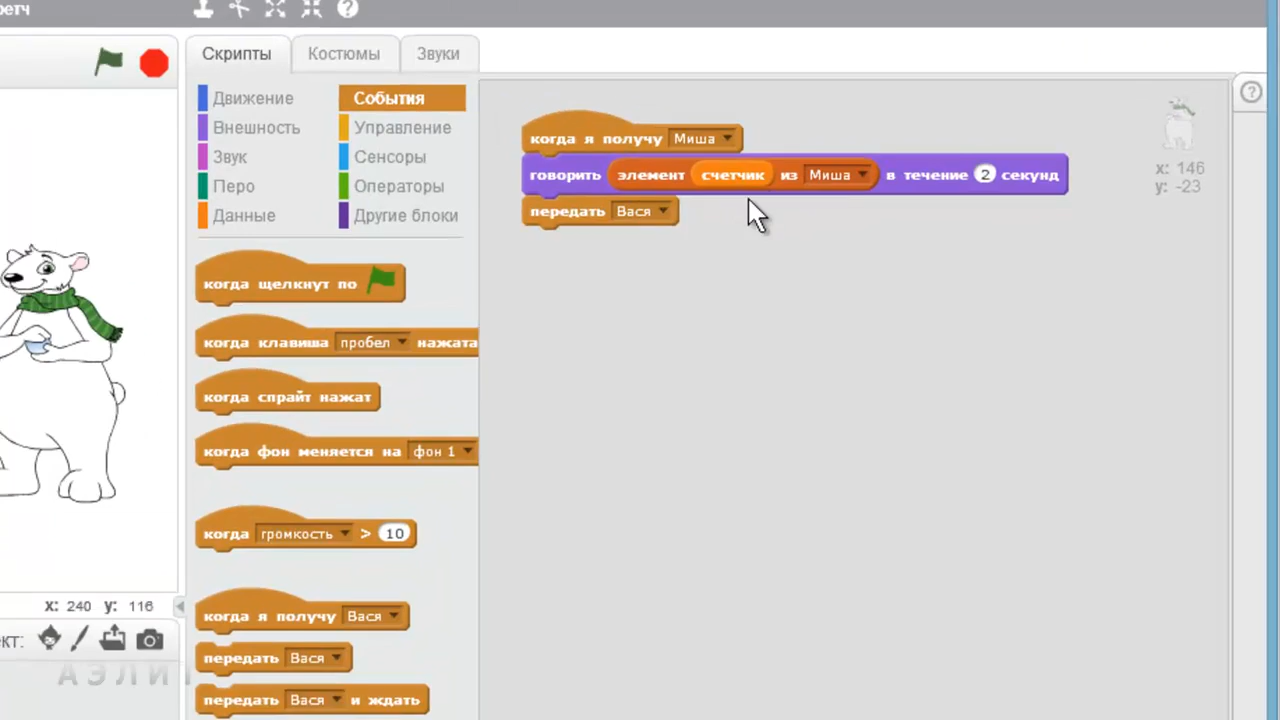 ретч
?
Скрипты Костюмы Звуки
Движение События
Внешность Управление
Звук Сенсоры
Перо Операторы
Данные Другие блоки
когда щелкнут по
когда клавиша пробел нажата
когда спрайт нажат
когда фон меняется на фон 1
когда громкость > 10
когда я получу Вася
передать Вася
передать Вася и ждать
когда я получу Миша
говорить элемент счетчик из Миша в течение 2 секунд
передать Вася
x: 146
y: -23
?
x: 240 y: 116
кт:
АЭЛИТ